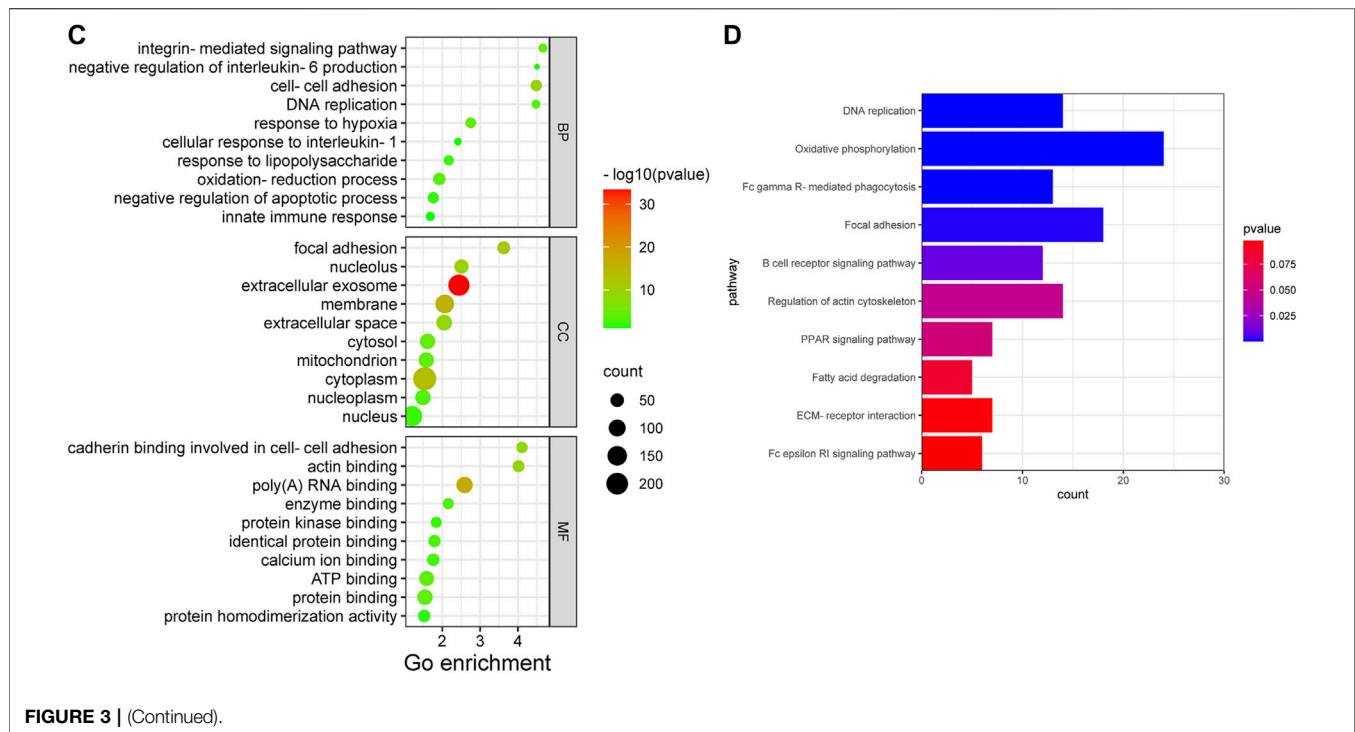 C
integrin- mediated signaling pathway
negative regulation of interleukin- 6 production
cell- cell adhesion
DNA replication
response to hypoxia
cellular response to interleukin- 1
response to lipopolysaccharide
oxidation- reduction process
negative regulation of apoptotic process
innate immune response
BP
focal adhesion
nucleolus
extracellular exosome
membrane
extracellular space
cytosol
mitochondrion
cytoplasm
nucleoplasm
nucleus
CC
cadherin binding involved in cell- cell adhesion
actin binding
poly(A) RNA binding
enzyme binding
protein kinase binding
identical protein binding
calcium ion binding
ATP binding
protein binding
protein homodimerization activity
MF
2 3 4
Go enrichment
- log10(pvalue)
30
20
10
count
50
100
150
200
D
pathway
DNA replication
Oxidative phosphorylation
Fc gamma R- mediated phagocytosis
Focal adhesion
B cell receptor signaling pathway
Regulation of actin cytoskeleton
PPAR signaling pathway
Fatty acid degradation
ECM- receptor interaction
Fc epsilon RI signaling pathway
0 10 20 30
count
pvalue
0.075
0.050
0.025
FIGURE 3 | (Continued).